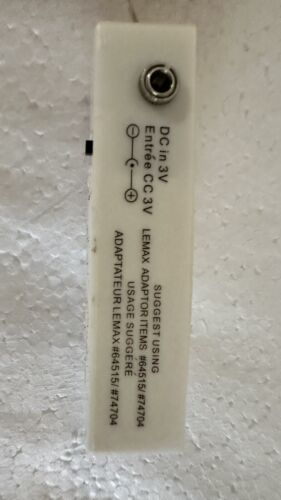 DC in 3V
Entrée CC 3V
SUGGEST USING
LEMAX ADAPTOR ITEMS #64515/ #74704
USAGE SUGGÉRÉ
ADAPTATEUR LEMAX #64515/ #74704